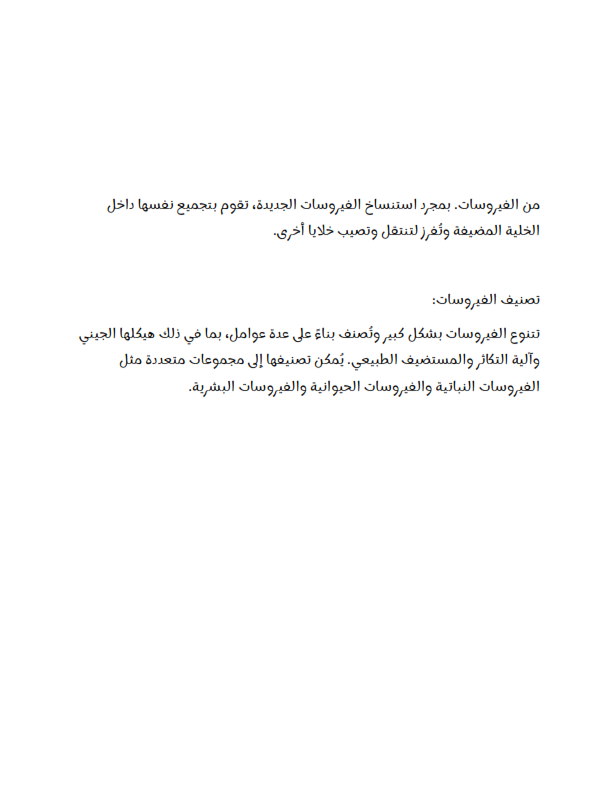 من الفيروسات. بمجرد استنساخ الفيروسات الجديدة، تقوم بتجميع نفسها داخل
الخلية المضيفة وتُفرز لتنتقل وتصيب خلايا أخرى.
تصنيف الفيروسات:
تتنوع الفيروسات بشكل كبير وتُصنف بناءً على عدة عوامل، بما في ذلك هيكلها الجيني
وآلية التكاثر والمستضيف الطبيعي. يُمكن تصنيفها إلى مجموعات متعددة مثل
الفيروسات النباتية والفيروسات الحيوانية والفيروسات البشرية.